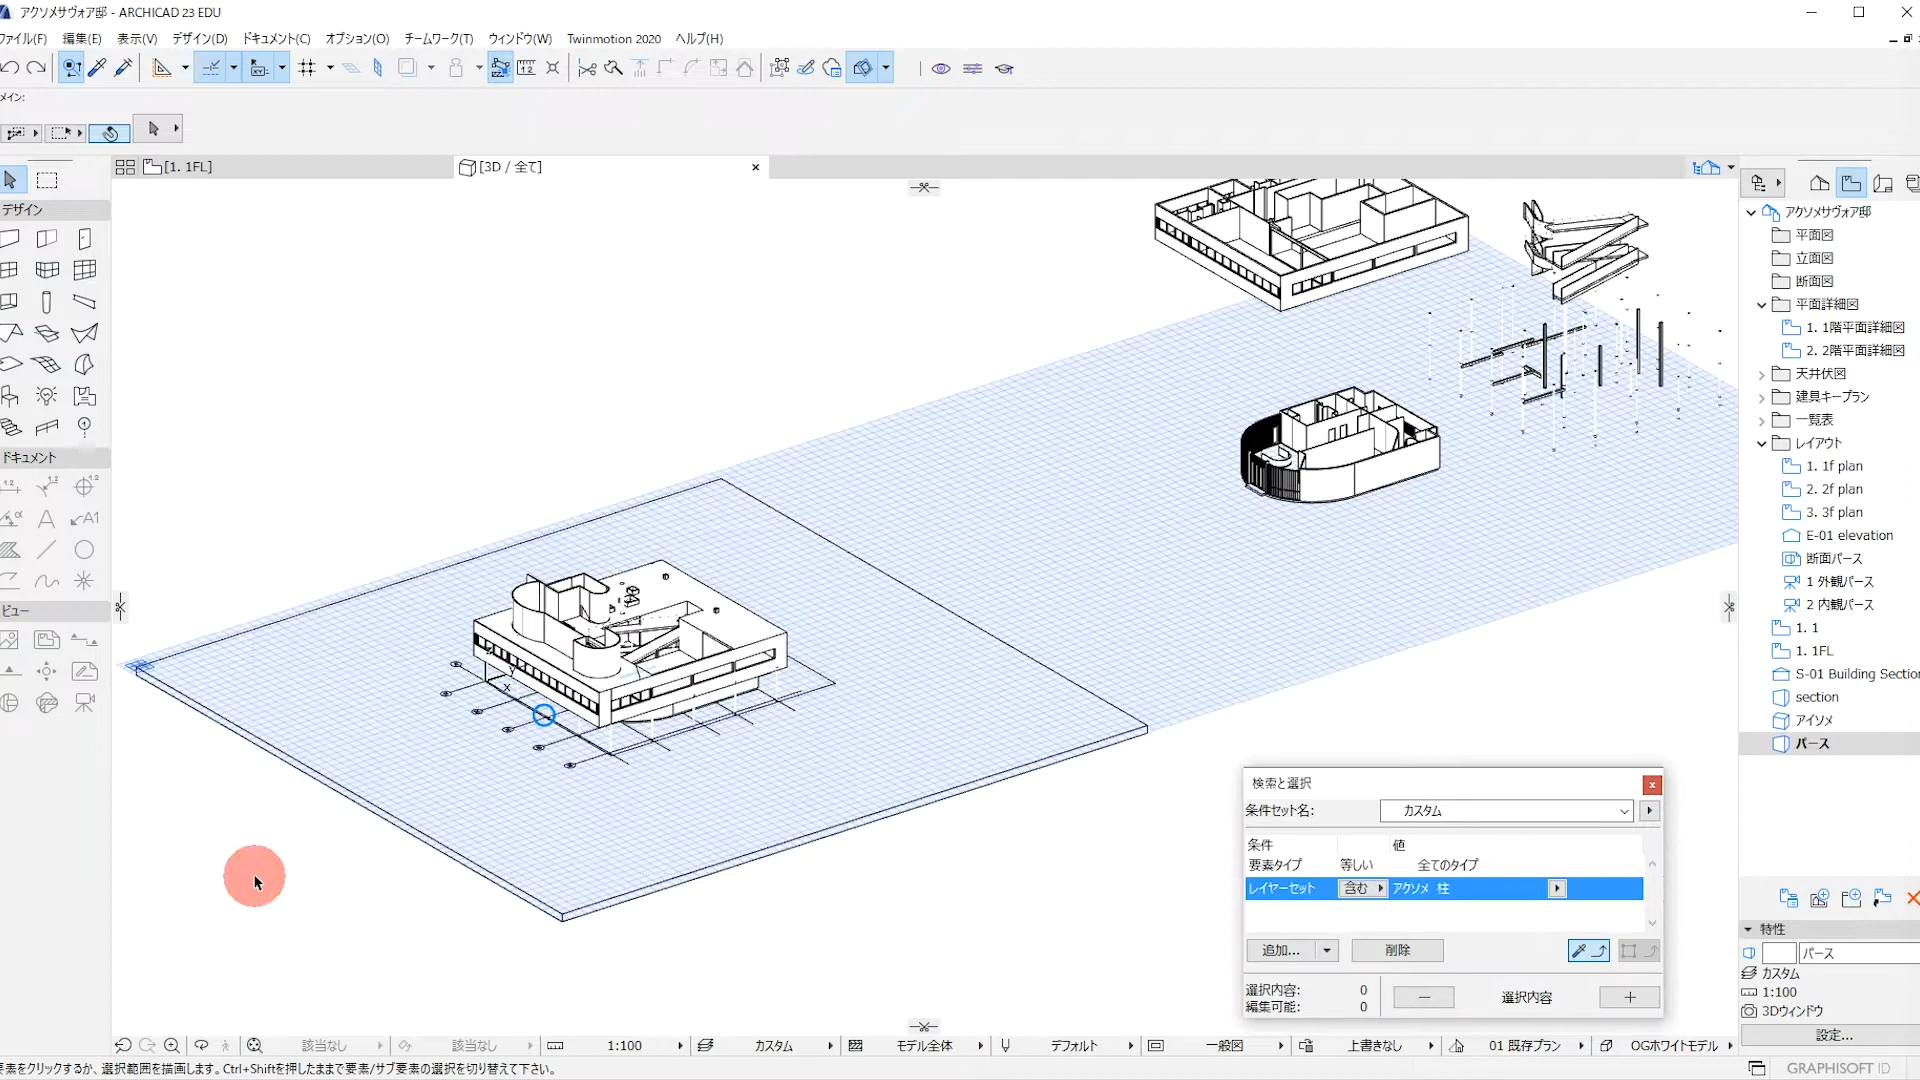 アクソメサヴォア邸 - ARCHICAD 23 EDU
ファイル(F) 編集(E) 表示(V) デザイン(D) ドキュメント(C) オプション(O) チームワーク(T) ウィンドウ(W) Twinmotion 2020 ヘルプ(H)
メイン:
[1. 1FL]
[3D / 全て]
デザイン
ドキュメント
ビュー
アクソメサヴォア邸
平面図
立面図
断面図
平面詳細図
1. 1階平面詳細図
2. 2階平面詳細図
天井伏図
建具キープラン
一覧表
レイアウト
1. 1f plan
2. 2f plan
3. 3f plan
E-01 elevation
断面パース
1 外観パース
2 内観パース
1. 1
1. 1FL
S-01 Building Section
section
アイソメ
パース
特性
パース
カスタム
1:100
3Dウィンドウ
設定...
検索と選択
条件セット名: カスタム
条件 値
要素タイプ 等しい 全てのタイプ
レイヤーセット 含む アクソメ 柱
追加... 削除
選択内容: 0
編集可能: 0
選択内容
該当なし 該当なし 1:100 カスタム モデル全体 デフォルト 一般図 上書きなし 01 既存プラン OGホワイトモデル
要素をクリックするか、選択範囲を描画します。Ctrl+Shiftを押したままで要素/サブ要素の選択を切り替えて下さい。
GRAPHISOFT ID